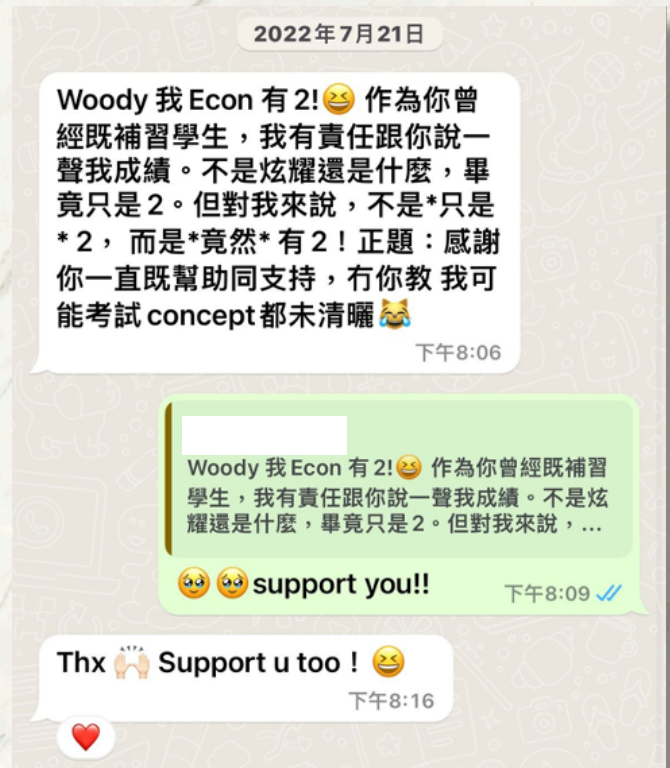 2022年7月21日
Woody 我 Econ 有 2!😆 作為你曾
經既補習學生，我有責任跟你說一
聲我成績。不是炫耀還是什麼，畢
竟只是 2。但對我來說，不是*只是
* 2， 而是*竟然* 有 2！正題：感謝
你一直既幫助同支持，冇你教 我可
能考試 concept 都未清曬😹
下午8:06
Woody 我 Econ 有 2!😆 作為你曾經既補習
學生，我有責任跟你說一聲我成績。不是炫
耀還是什麼，畢竟只是 2。但對我來說，...
🥹 🥹 support you!!
下午8:09
Thx 🙌🏻 Support u too！ 😆
下午8:16